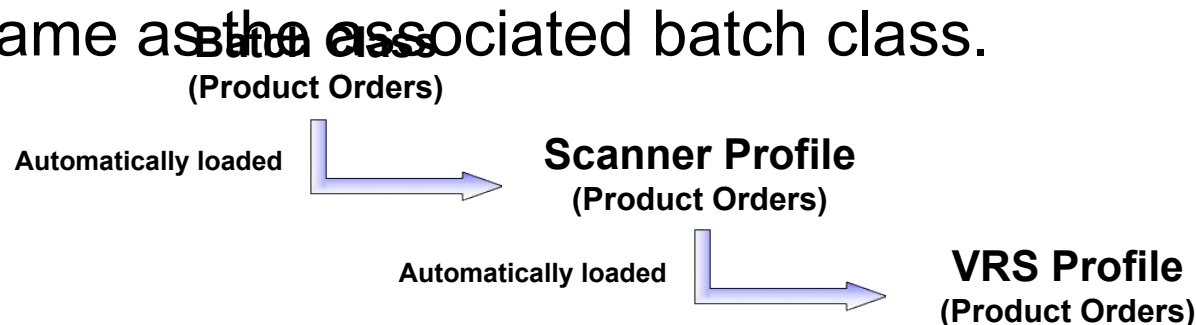 ame as the associated batch class.
Batch Class
(Product Orders)
Automatically loaded
Scanner Profile
(Product Orders)
Automatically loaded
VRS Profile
(Product Orders)